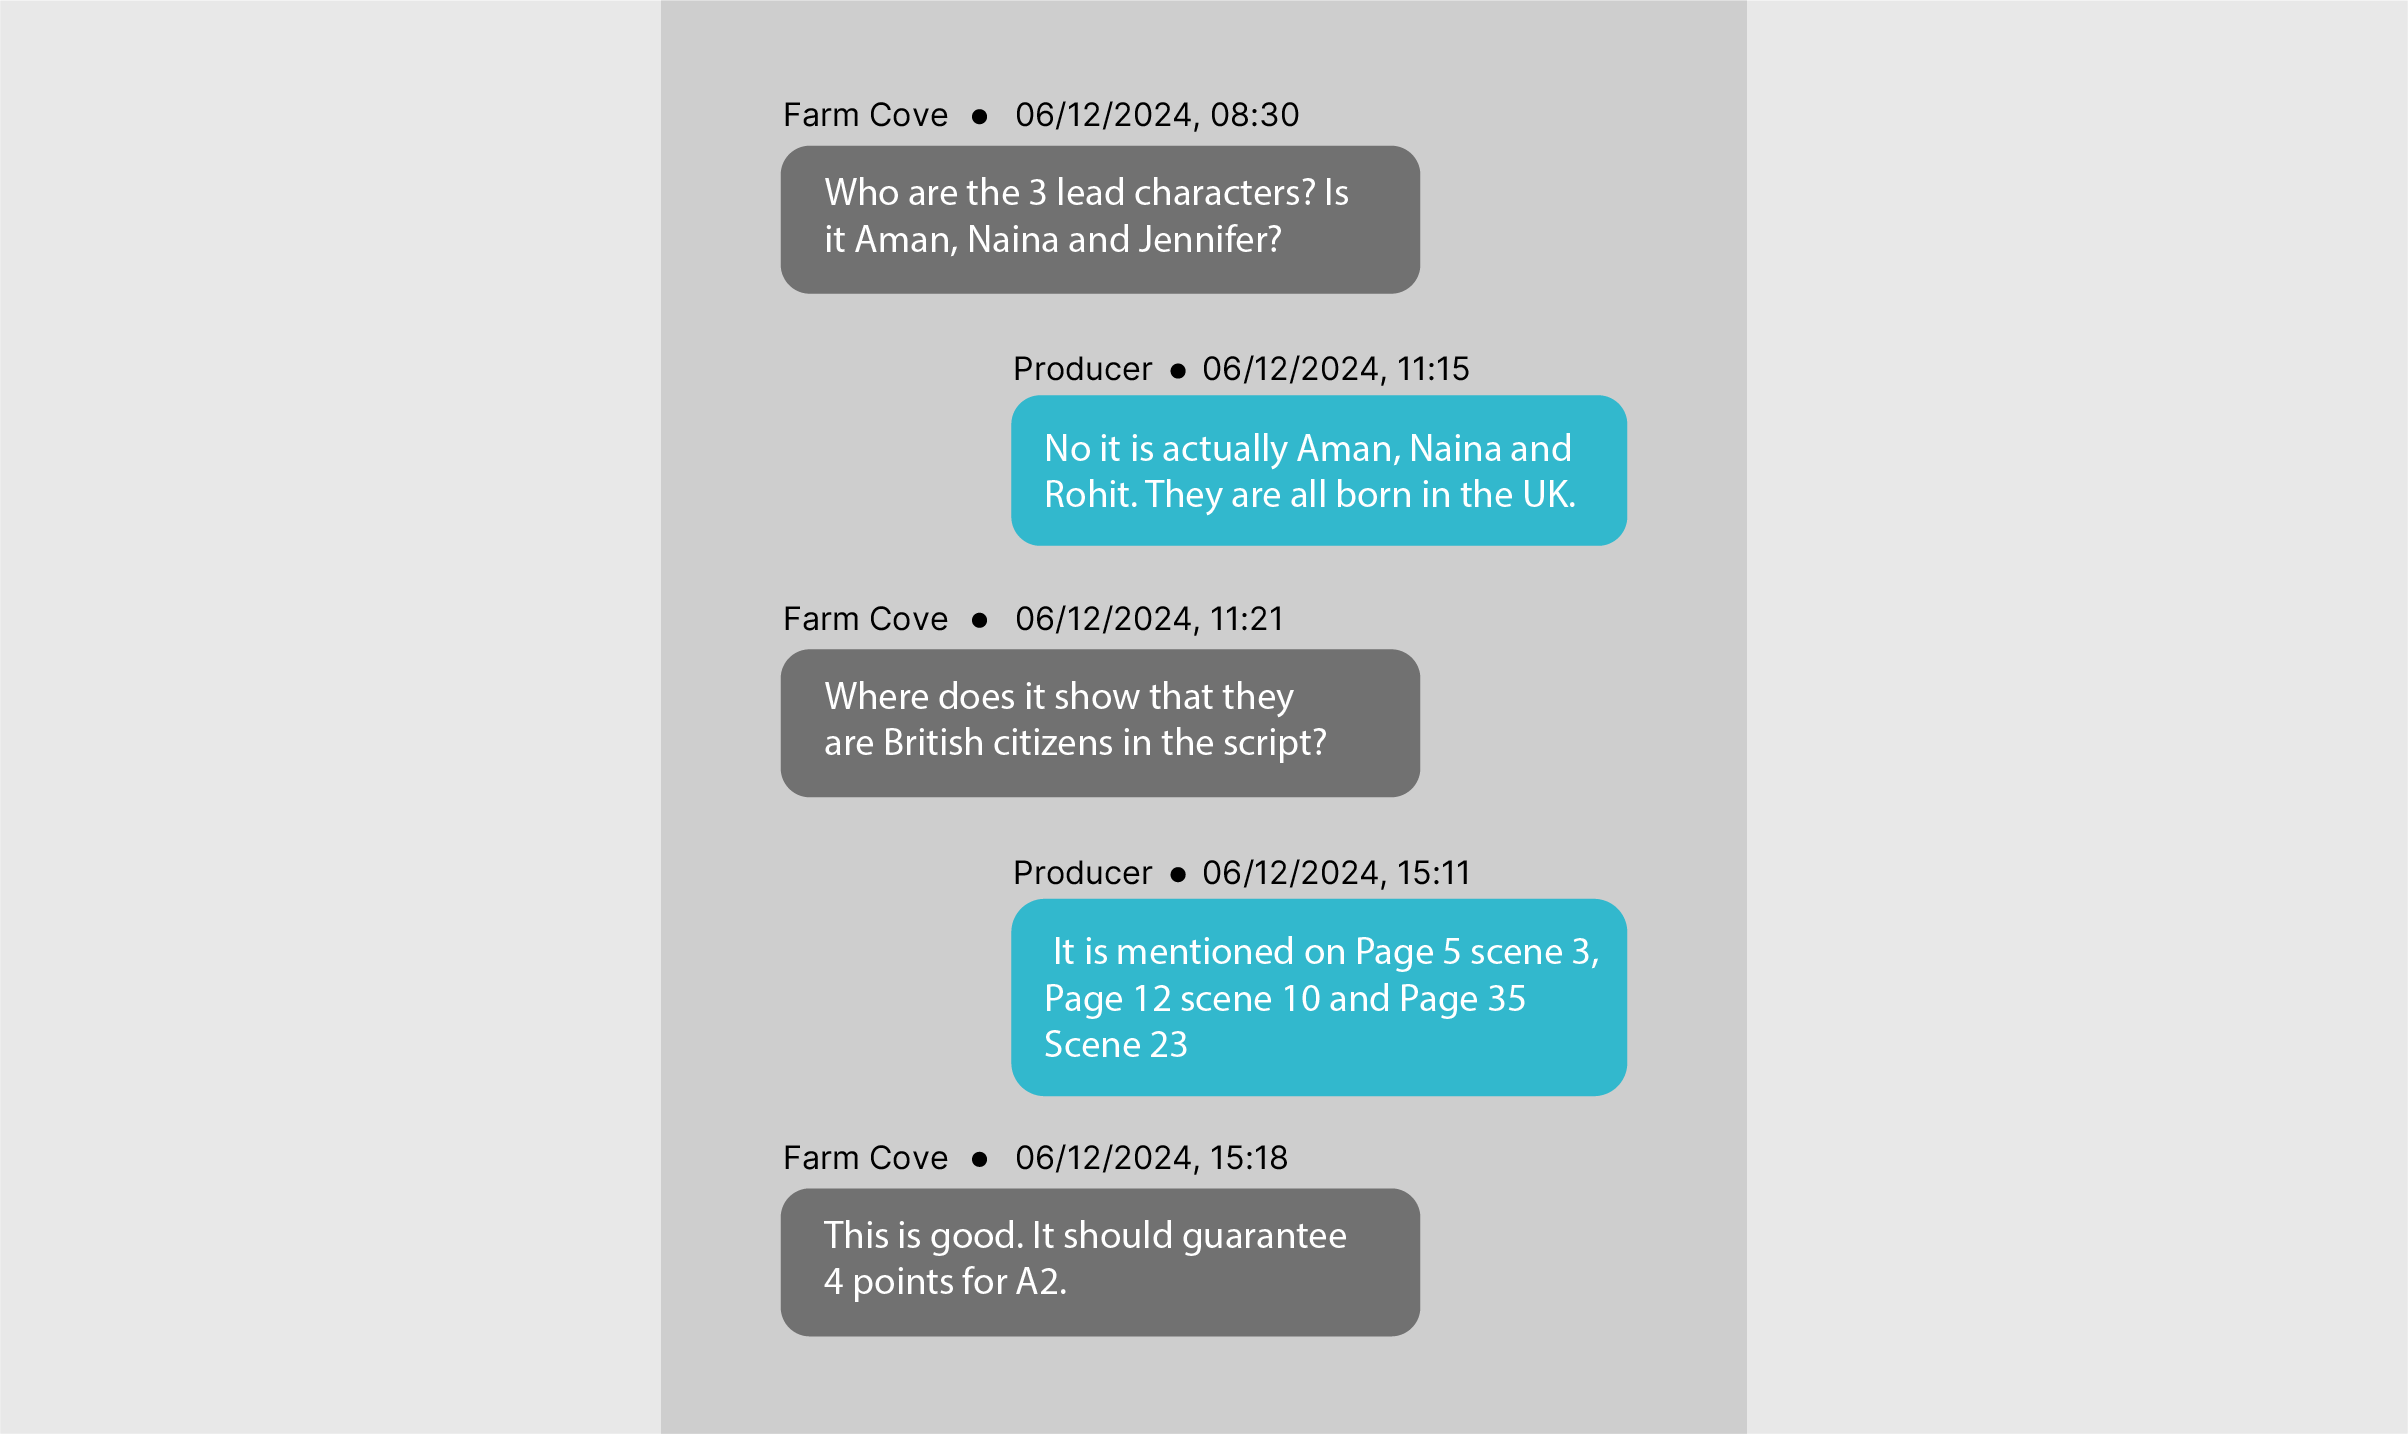 Farm Cove ● 06/12/2024, 08:30
Who are the 3 lead characters? Is
it Aman, Naina and Jennifer?
Producer ● 06/12/2024, 11:15
No it is actually Aman, Naina and
Rohit. They are all born in the UK.
Farm Cove ● 06/12/2024, 11:21
Where does it show that they
are British citizens in the script?
Producer ● 06/12/2024, 15:11
It is mentioned on Page 5 scene 3,
Page 12 scene 10 and Page 35
Scene 23
Farm Cove ● 06/12/2024, 15:18
This is good. It should guarantee
4 points for A2.